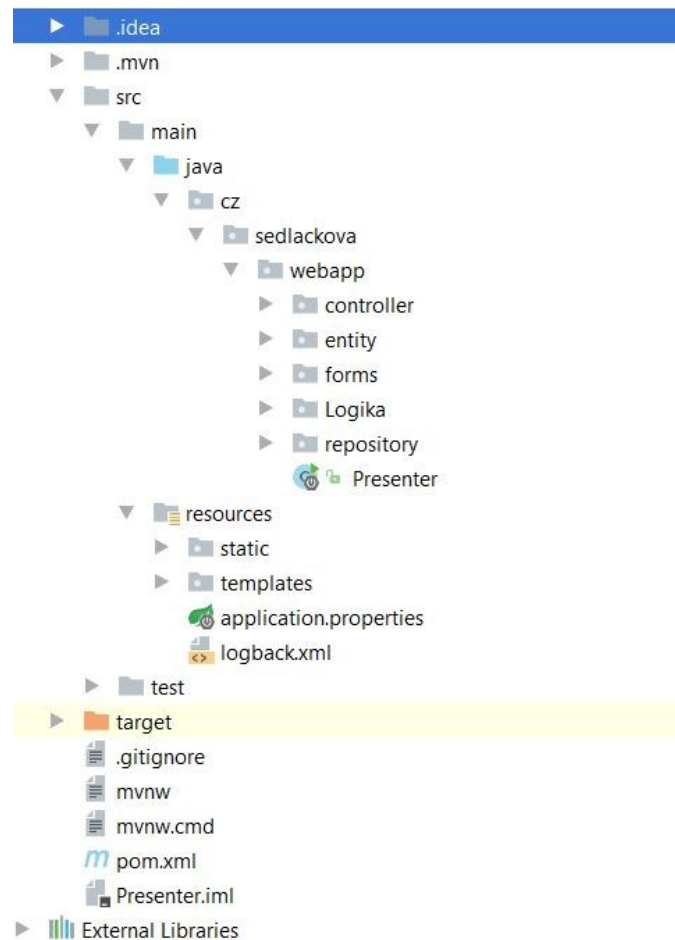 .idea
.mvn
src
main
java
cz
sedlackova
webapp
controller
entity
forms
Logika
repository
Presenter
resources
static
templates
application.properties
logback.xml
test
target
.gitignore
mvnw
mvnw.cmd
pom.xml
Presenter.iml
External Libraries